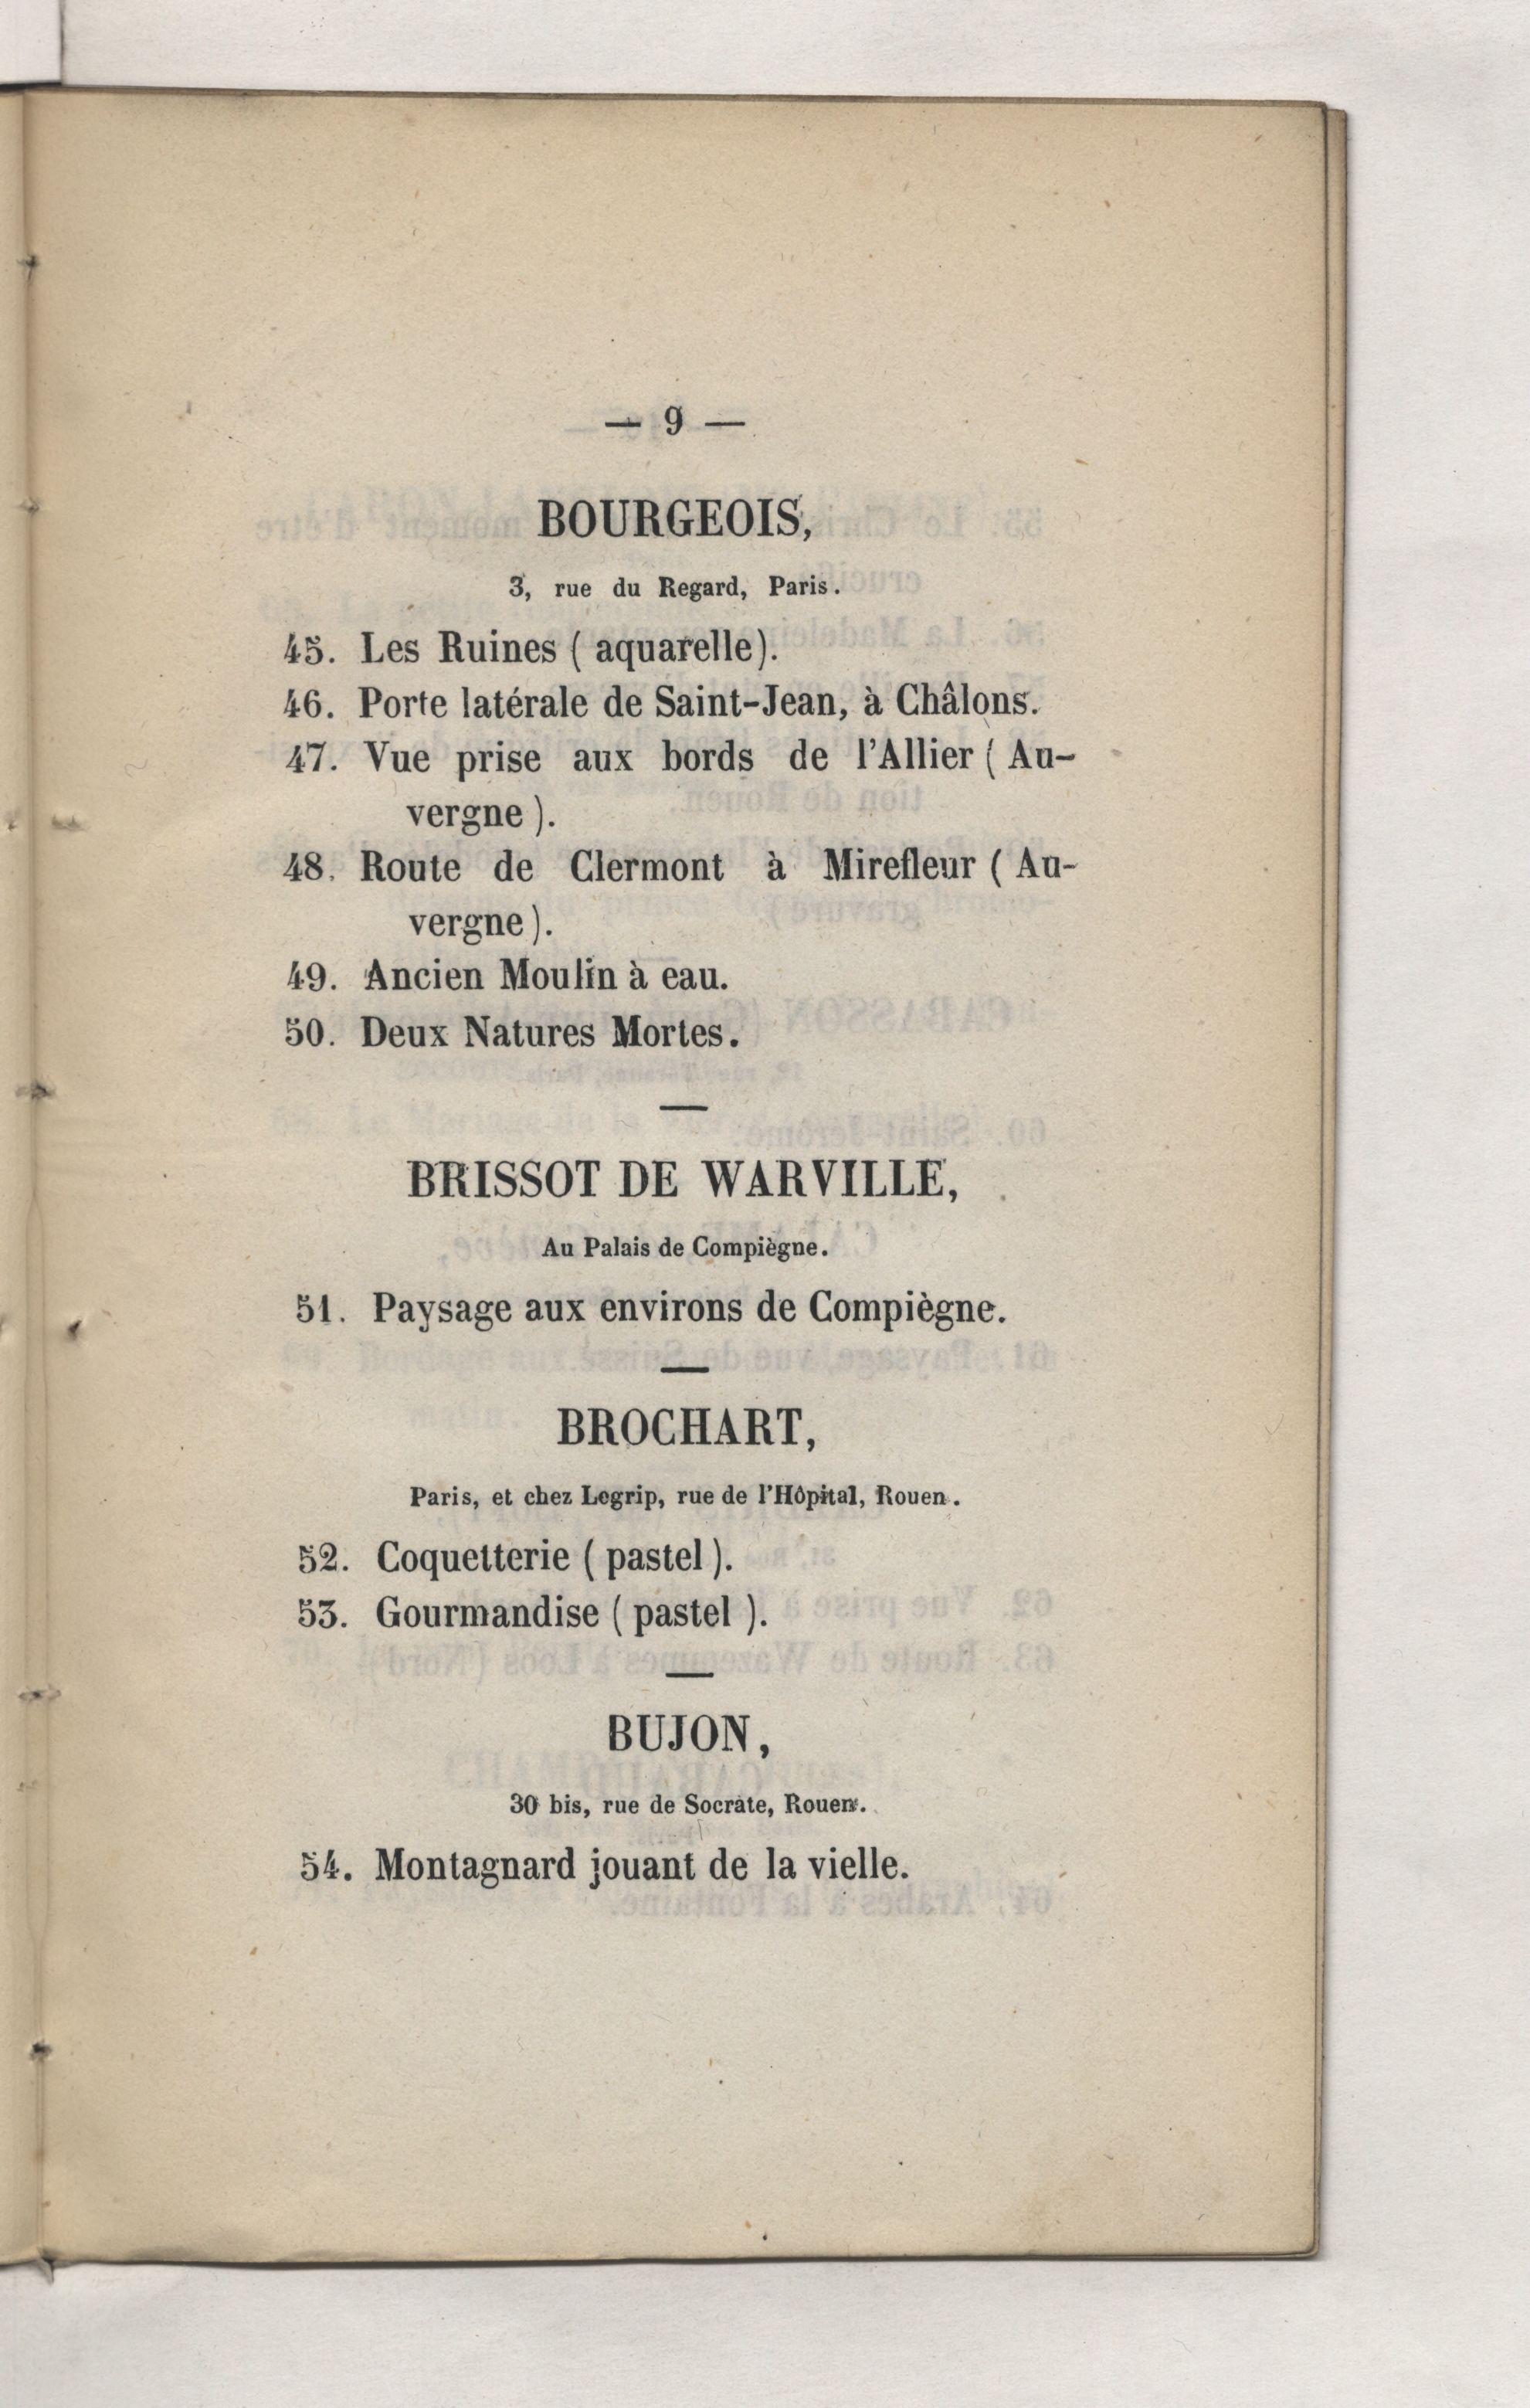 — 9 —
BOURGEOIS,
3, rue du Regard, Paris.
45. Les Ruines ( aquarelle).
46. Porte latérale de Saint-Jean, à Châlons.
47. Vue prise aux bords de l'Allier ( Au-
vergne ).
48. Route de Clermont à Mirefleur ( Au-
vergne ).
49. Ancien Moulin à eau.
50. Deux Natures Mortes.
BRISSOT DE WARVILLE,
Au Palais de Compiègne.
51. Paysage aux environs de Compiègne.
BROCHART,
Paris, et chez Legrip, rue de l'Hôpital, Rouen.
52. Coquetterie ( pastel ).
53. Gourmandise ( pastel ).
BUJON,
30 bis, rue de Socrate, Rouen.
54. Montagnard jouant de la vielle.